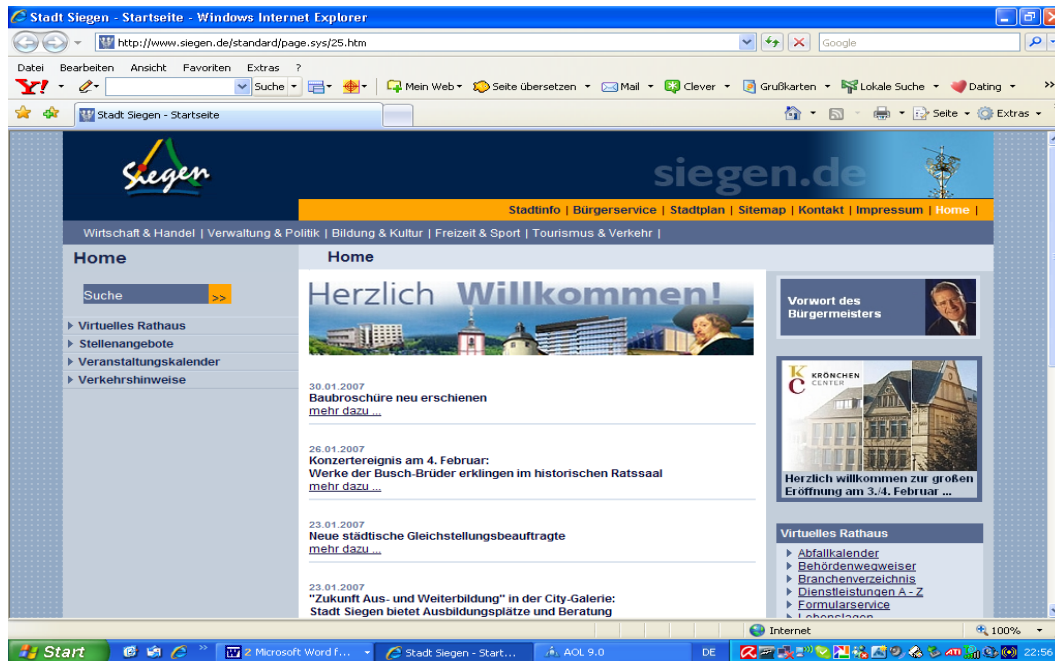 Stadt Siegen - Startseite - Windows Internet Explorer
http://www.siegen.de/standard/page.sys/25.htm
Google
Datei Bearbeiten Ansicht Favoriten Extras ?
Y! Suche Mein Web Seite übersetzen Mail Clever Grußkarten Lokale Suche Dating »
Stadt Siegen - Startseite
Seite Extras
Siegen
siegen.de
Stadtinfo | Bürgerservice | Stadtplan | Sitemap | Kontakt | Impressum | Home |
Wirtschaft & Handel | Verwaltung & Politik | Bildung & Kultur | Freizeit & Sport | Tourismus & Verkehr |
Home
Suche >>
Virtuelles Rathaus
Stellenangebote
Veranstaltungskalender
Verkehrshinweise
Home
Herzlich Willkommen!
30.01.2007
Baubroschüre neu erschienen
mehr dazu ...
26.01.2007
Konzertereignis am 4. Februar:
Werke der Busch-Brüder erklingen im historischen Ratssaal
mehr dazu ...
23.01.2007
Neue städtische Gleichstellungsbeauftragte
mehr dazu ...
23.01.2007
"Zukunft Aus- und Weiterbildung" in der City-Galerie:
Stadt Siegen bietet Ausbildungsplätze und Beratung
Vorwort des
Bürgermeisters
K C KRÖNCHEN
CENTER
Herzlich willkommen zur großen
Eröffnung am 3./4. Februar ...
Virtuelles Rathaus
Abfallkalender
Behördenwegweiser
Branchenverzeichnis
Dienstleistungen A - Z
Formularservice
Lebenslagen
Internet 100%
Start » 2 Microsoft Word f... Stadt Siegen - Start... AOL 9.0 DE ATI 22:56